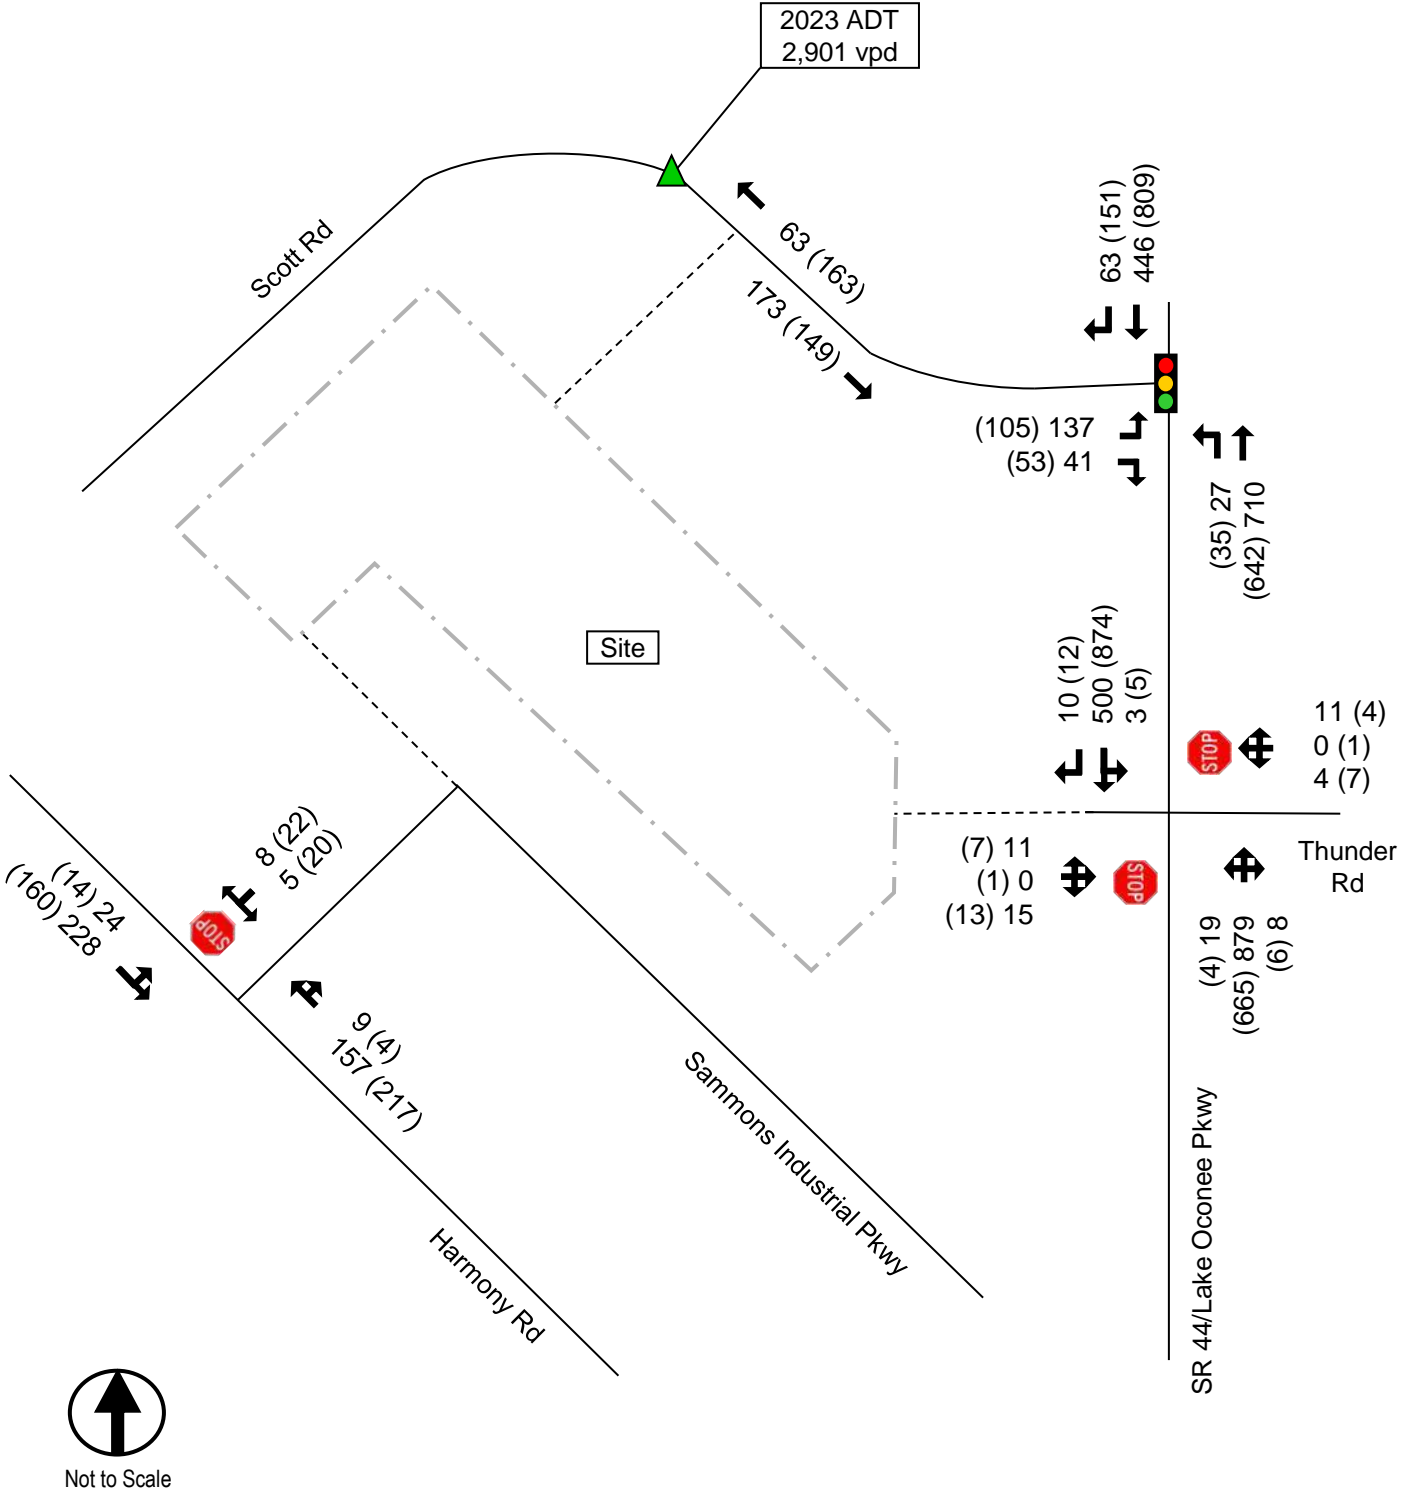 2023 ADT
2,901 vpd
Scott Rd
63 (163)
173 (149)
63 (151)
446 (809)
(105) 137
(53) 41
(35) 27
(642) 710
Site
10 (12)
500 (874)
3 (5)
STOP
11 (4)
0 (1)
4 (7)
(7) 11
(1) 0
(13) 15
STOP
Thunder
Rd
(4) 19
(665) 879
(6) 8
8 (22)
5 (20)
(14) 24
(160) 228
STOP
9 (4)
157 (217)
Sammons Industrial Pkwy
Harmony Rd
SR 44/Lake Oconee Pkwy
Not to Scale